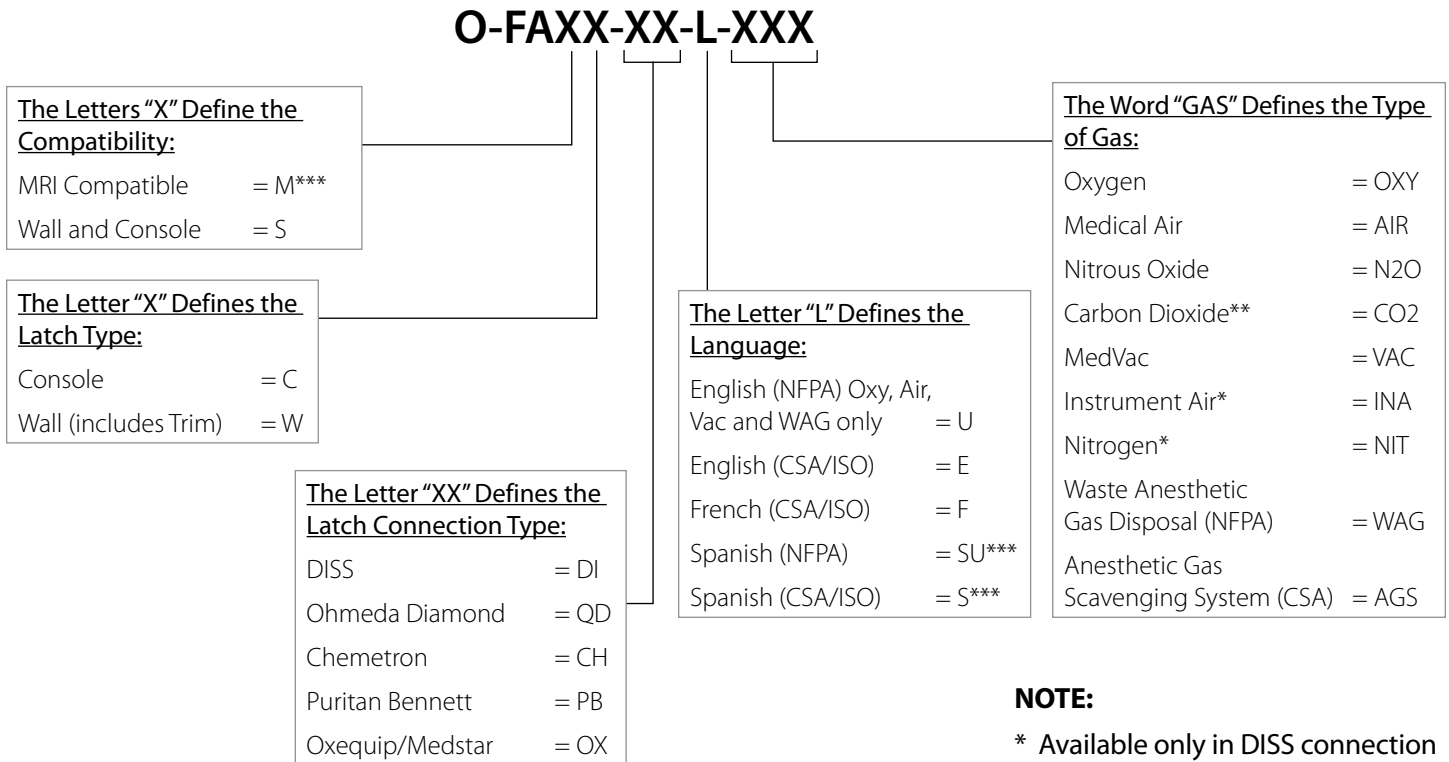 O-FAXX-XX-L-XXX
The Letters “X” Define the
Compatibility:
MRI Compatible = M***
Wall and Console = S
The Letter “X” Defines the
Latch Type:
Console = C
Wall (includes Trim) = W
The Letter “XX” Defines the
Latch Connection Type:
DISS = DI
Ohmeda Diamond = QD
Chemetron = CH
Puritan Bennett = PB
Oxequip/Medstar = OX
The Letter “L” Defines the
Language:
English (NFPA) Oxy, Air,
Vac and WAG only = U
English (CSA/ISO) = E
French (CSA/ISO) = F
Spanish (NFPA) = SU***
Spanish (CSA/ISO) = S***
The Word “GAS” Defines the Type
of Gas:
Oxygen = OXY
Medical Air = AIR
Nitrous Oxide = N2O
Carbon Dioxide** = CO2
MedVac = VAC
Instrument Air* = INA
Nitrogen* = NIT
Waste Anesthetic
Gas Disposal (NFPA) = WAG
Anesthetic Gas
Scavenging System (CSA) = AGS
NOTE:
* Available only in DISS connection